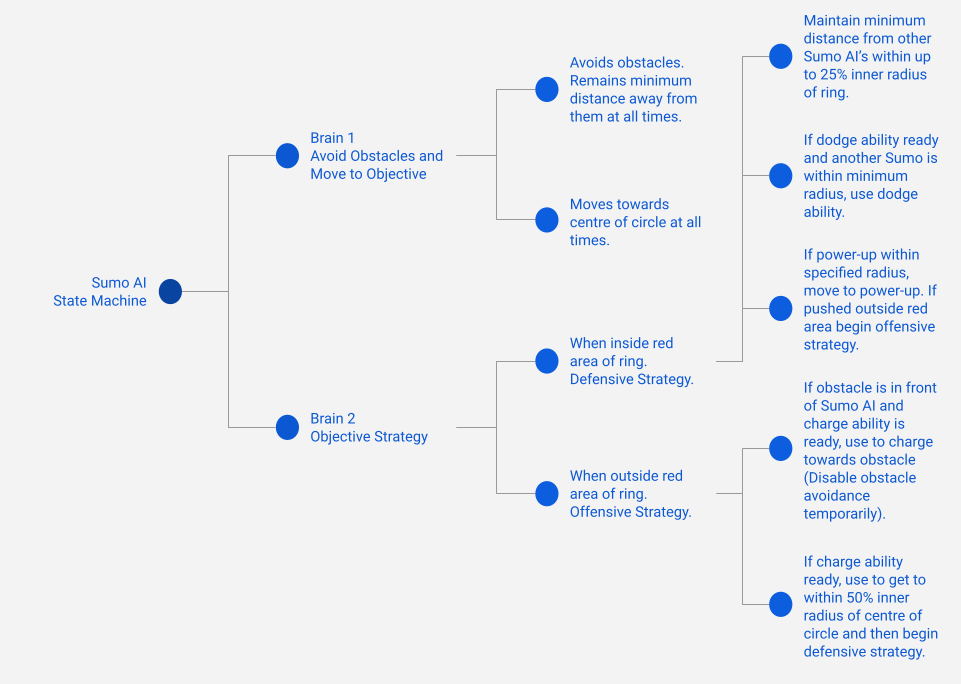 Sumo AI
State Machine
Brain 1
Avoid Obstacles and
Move to Objective
Avoids obstacles.
Remains minimum
distance away from
them at all times.
Moves towards
centre of circle at all
times.
Brain 2
Objective Strategy
When inside red
area of ring.
Defensive Strategy.
Maintain minimum
distance from other
Sumo AI's within up
to 25% inner radius
of ring.
If dodge ability ready
and another Sumo is
within minimum
radius, use dodge
ability.
If power-up within
specified radius,
move to power-up. If
pushed outside red
area begin offensive
strategy.
When outside red
area of ring.
Offensive Strategy.
If obstacle is in front
of Sumo AI and
charge ability is
ready, use to charge
towards obstacle
(Disable obstacle
avoidance
temporarily).
If charge ability
ready, use to get to
within 50% inner
radius of centre of
circle and then begin
defensive strategy.